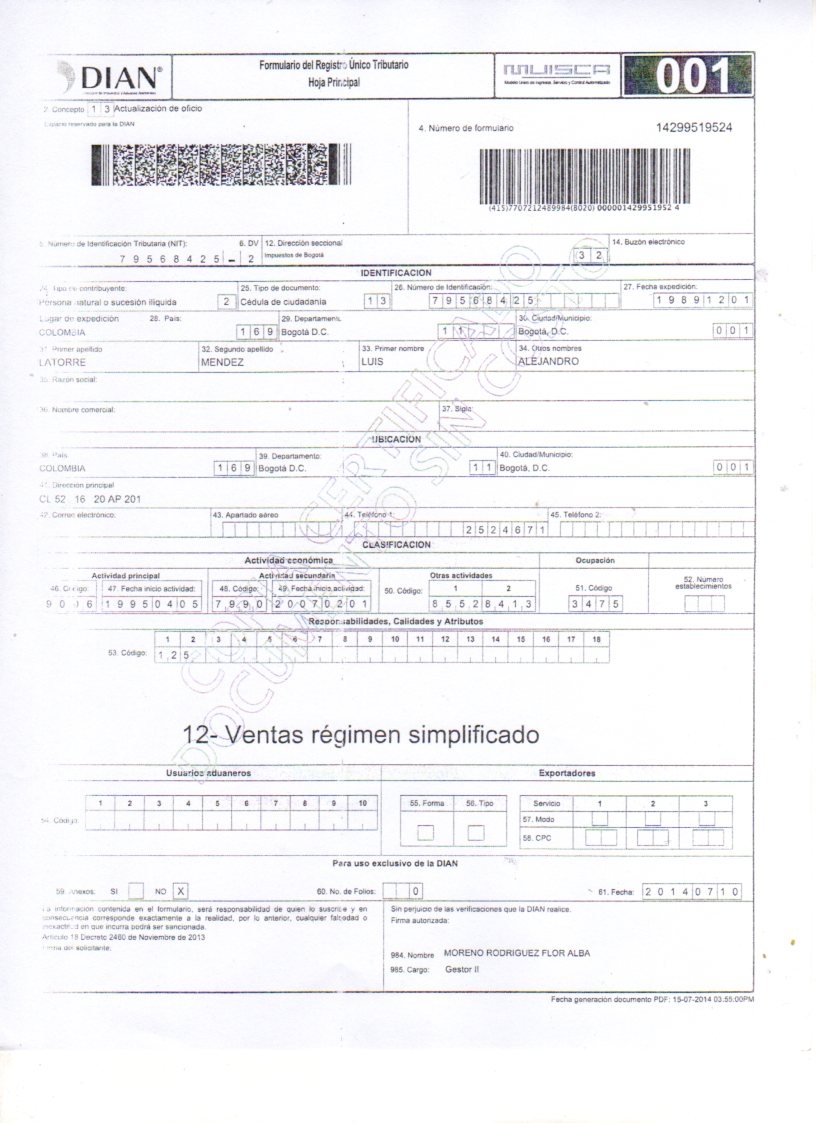 DIAN®
Formulario del Registro Único Tributario
Hoja Principal
MUISCA
Modelo Único de Ingresos, Servicio y Control Automatizado
001
2. Concepto 1 3 Actualización de oficio
Espacio reservado para la DIAN
4. Número de formulario 14299519524
(415)7707212489984(8020) 000001429951952 4
5. Número de Identificación Tributaria (NIT): 6. DV 12. Dirección seccional 14. Buzón electrónico
7 9 5 6 8 4 2 5 - 2 Impuestos de Bogotá 3 2
IDENTIFICACION
24. Tipo de contribuyente: 25. Tipo de documento: 26. Número de Identificación: 27. Fecha expedición:
Persona natural o sucesión ilíquida 2 Cédula de ciudadanía 1 3 7 9 5 6 8 4 2 5 1 9 8 9 1 2 0 1
Lugar de expedición 28. País: 29. Departamento: 30. Ciudad/Municipio:
COLOMBIA 1 6 9 Bogotá D.C. 1 1 Bogotá, D.C. 0 0 1
31. Primer apellido 32. Segundo apellido 33. Primer nombre 34. Otros nombres
LATORRE MENDEZ LUIS ALEJANDRO
35. Razón social:
36. Nombre comercial: 37. Sigla:
UBICACION
38. País: 39. Departamento: 40. Ciudad/Municipio:
COLOMBIA 1 6 9 Bogotá D.C. 1 1 Bogotá, D.C. 0 0 1
41. Dirección principal
CL 52 16 20 AP 201
42. Correo electrónico: 43. Apartado aéreo 44. Teléfono 1: 45. Teléfono 2:
2 5 2 4 6 7 1
CLASIFICACION
Actividad económica Ocupación
Actividad principal Actividad secundaria Otras actividades 52. Número establecimientos
46. Código: 47. Fecha inicio actividad: 48. Código: 49. Fecha inicio actividad: 50. Código: 1 2 51. Código
9 0 0 6 1 9 9 5 0 4 0 5 7 9 9 0 2 0 0 7 0 2 0 1 8 5 5 2 8 4 1 3 3 4 7 5
Responsabilidades, Calidades y Atributos
1 2 3 4 5 6 7 8 9 10 11 12 13 14 15 16 17 18
53. Código: 1 2 5
12- Ventas régimen simplificado
COPIA CERTIFICADO
DOCUMENTO SIN COSTO
Usuarios aduaneros Exportadores
1 2 3 4 5 6 7 8 9 10 55. Forma 56. Tipo Servicio 1 2 3
54. Código: 57. Modo
58. CPC
Para uso exclusivo de la DIAN
59. Anexos: SI NO X 60. No. de Folios: 0 61. Fecha: 2 0 1 4 0 7 1 0
La información contenida en el formulario, será responsabilidad de quien lo suscribe y en
consecuencia corresponde exactamente a la realidad, por lo anterior, cualquier falsedad o
inexactitud en que incurra podrá ser sancionada.
Artículo 18 Decreto 2460 de Noviembre de 2013
Firma del solicitante:
Sin perjuicio de las verificaciones que la DIAN realice.
Firma autorizada:
984. Nombre MORENO RODRIGUEZ FLOR ALBA
985. Cargo: Gestor II
Fecha generación documento PDF: 15-07-2014 03:55:00PM